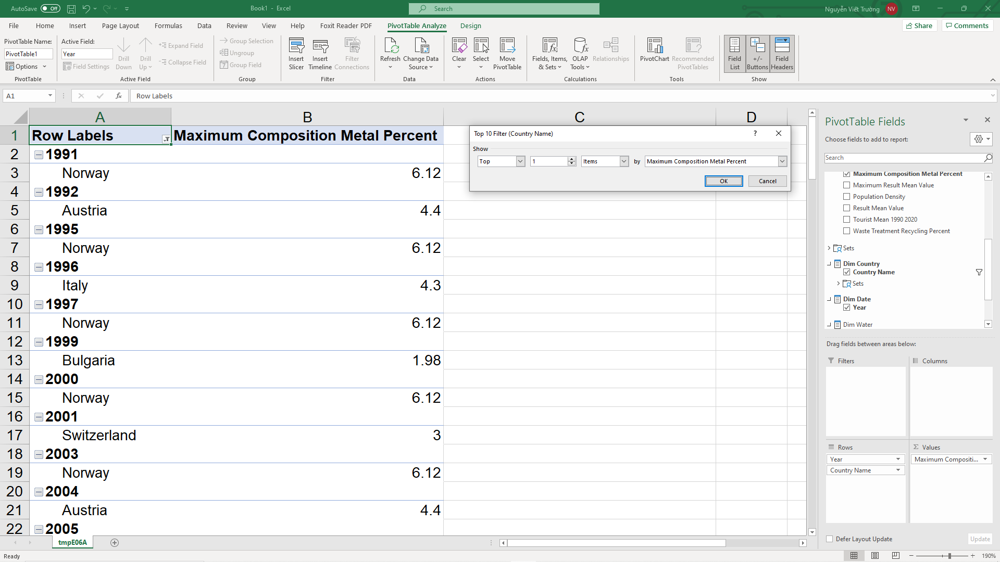 AutoSave Off
Book1 - Excel
Search
Nguyễn Viết Trường NV
File Home Insert Page Layout Formulas Data Review View Help Foxit Reader PDF PivotTable Analyze Design
Share Comments
PivotTable Name:
PivotTable1
Options
PivotTable
Active Field:
Year
Field Settings
Drill Down
Drill Up
Expand Field
Collapse Field
Active Field
Group Selection
Ungroup
Group Field
Group
Insert Slicer
Insert Timeline
Filter Connections
Filter
Refresh
Change Data Source
Data
Clear
Select
Move PivotTable
Actions
Fields, Items, & Sets
OLAP Tools
Relationships
Calculations
PivotChart
Recommended PivotTables
Tools
Field List
+/- Buttons
Field Headers
Show
A1 fx Row Labels
A B C D
1 Row Labels Maximum Composition Metal Percent
2 1991
3 Norway 6.12
4 1992
5 Austria 4.4
6 1995
7 Norway 6.12
8 1996
9 Italy 4.3
10 1997
11 Norway 6.12
12 1999
13 Bulgaria 1.98
14 2000
15 Norway 6.12
16 2001
17 Switzerland 3
18 2003
19 Norway 6.12
20 2004
21 Austria 4.4
22 2005
Top 10 Filter (Country Name) ?
Show
Top 1 Items by Maximum Composition Metal Percent
OK Cancel
PivotTable Fields
Choose fields to add to report:
Search
Maximum Composition Metal Percent
Maximum Result Mean Value
Population Density
Result Mean Value
Tourist Mean 1990 2020
Waste Treatment Recycling Percent
Sets
Dim Country
Country Name
Sets
Dim Date
Year
Dim Water
Drag fields between areas below:
Filters Columns
Rows Σ Values
Year Maximum Compositi...
Country Name
Defer Layout Update Update
tmpE06A
Ready
190%